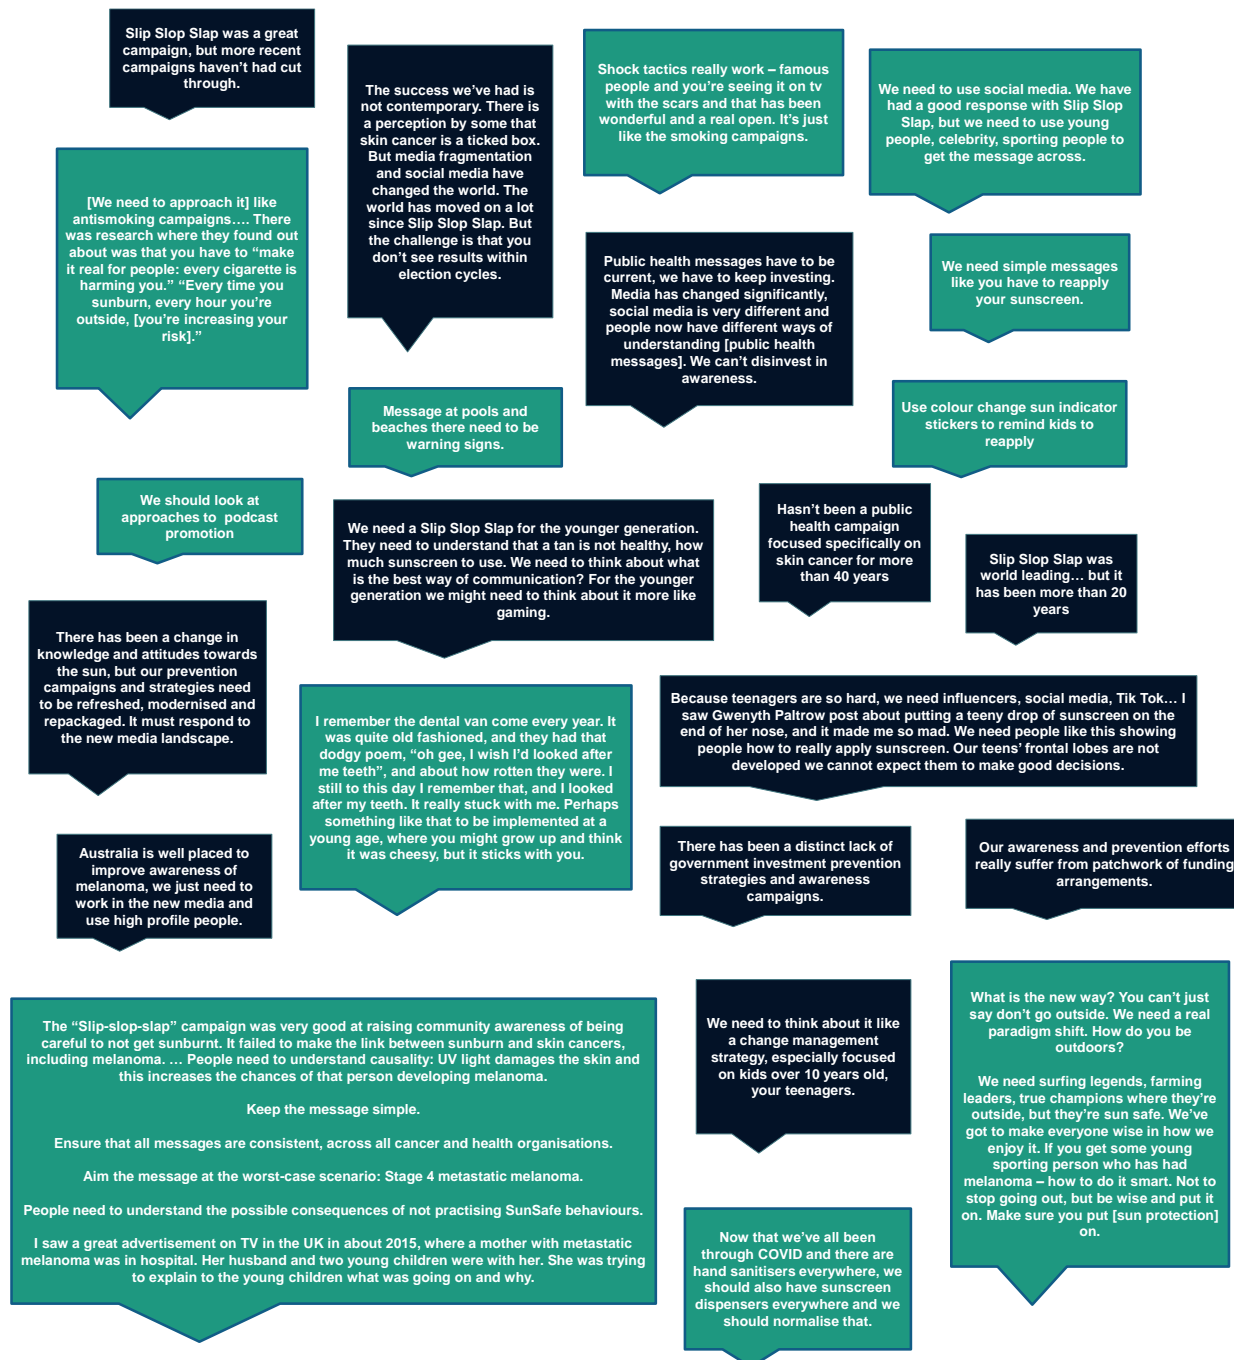 Slip Slop Slap was a great
campaign, but more recent
campaigns haven't had cut
through.
The success we've had is
not contemporary. There is
a perception by some that
skin cancer is a ticked box.
But media fragmentation
and social media have
changed the world. The
world has moved on a lot
since Slip Slop Slap. But
the challenge is that you
don't see results within
election cycles.
Shock tactics really work – famous
people and you're seeing it on tv
with the scars and that has been
wonderful and a real open. It's just
like the smoking campaigns.
We need to use social media. We have
had a good response with Slip Slop
Slap, but we need to use young
people, celebrity, sporting people to
get the message across.
[We need to approach it] like
antismoking campaigns…. There
was research where they found out
about was that you have to “make
it real for people: every cigarette is
harming you.” “Every time you
sunburn, every hour you're
outside, [you're increasing your
risk].”
Public health messages have to be
current, we have to keep investing.
Media has changed significantly,
social media is very different and
people now have different ways of
understanding [public health
messages]. We can't disinvest in
awareness.
We need simple messages
like you have to reapply
your sunscreen.
Message at pools and
beaches there need to be
warning signs.
Use colour change sun indicator
stickers to remind kids to
reapply
We should look at
approaches to podcast
promotion
We need a Slip Slop Slap for the younger generation.
They need to understand that a tan is not healthy, how
much sunscreen to use. We need to think about what
is the best way of communication? For the younger
generation we might need to think about it more like
gaming.
Hasn't been a public
health campaign
focused specifically on
skin cancer for more
than 40 years
Slip Slop Slap was
world leading… but it
has been more than 20
years
There has been a change in
knowledge and attitudes towards
the sun, but our prevention
campaigns and strategies need
to be refreshed, modernised and
repackaged. It must respond to
the new media landscape.
I remember the dental van come every year. It
was quite old fashioned, and they had that
dodgy poem, “oh gee, I wish I'd looked after
me teeth”, and about how rotten they were. I
still to this day I remember that, and I looked
after my teeth. It really stuck with me. Perhaps
something like that to be implemented at a
young age, where you might grow up and think
it was cheesy, but it sticks with you.
Because teenagers are so hard, we need influencers, social media, Tik Tok… I
saw Gwenyth Paltrow post about putting a teeny drop of sunscreen on the
end of her nose, and it made me so mad. We need people like this showing
people how to really apply sunscreen. Our teens' frontal lobes are not
developed we cannot expect them to make good decisions.
Australia is well placed to
improve awareness of
melanoma, we just need to
work in the new media and
use high profile people.
There has been a distinct lack of
government investment prevention
strategies and awareness
campaigns.
Our awareness and prevention efforts
really suffer from patchwork of funding
arrangements.
The “Slip-slop-slap” campaign was very good at raising community awareness of being
careful to not get sunburnt. It failed to make the link between sunburn and skin cancers,
including melanoma. … People need to understand causality: UV light damages the skin and
this increases the chances of that person developing melanoma.
Keep the message simple.
Ensure that all messages are consistent, across all cancer and health organisations.
Aim the message at the worst-case scenario: Stage 4 metastatic melanoma.
People need to understand the possible consequences of not practising SunSafe behaviours.
I saw a great advertisement on TV in the UK in about 2015, where a mother with metastatic
melanoma was in hospital. Her husband and two young children were with her. She was trying
to explain to the young children what was going on and why.
We need to think about it like
a change management
strategy, especially focused
on kids over 10 years old,
your teenagers.
What is the new way? You can't just
say don't go outside. We need a real
paradigm shift. How do you be
outdoors?
We need surfing legends, farming
leaders, true champions where they're
outside, but they're sun safe. We've
got to make everyone wise in how we
enjoy it. If you get some young
sporting person who has had
melanoma – how to do it smart. Not to
stop going out, but be wise and put it
on. Make sure you put [sun protection]
on.
Now that we've all been
through COVID and there are
hand sanitisers everywhere, we
should also have sunscreen
dispensers everywhere and we
should normalise that.